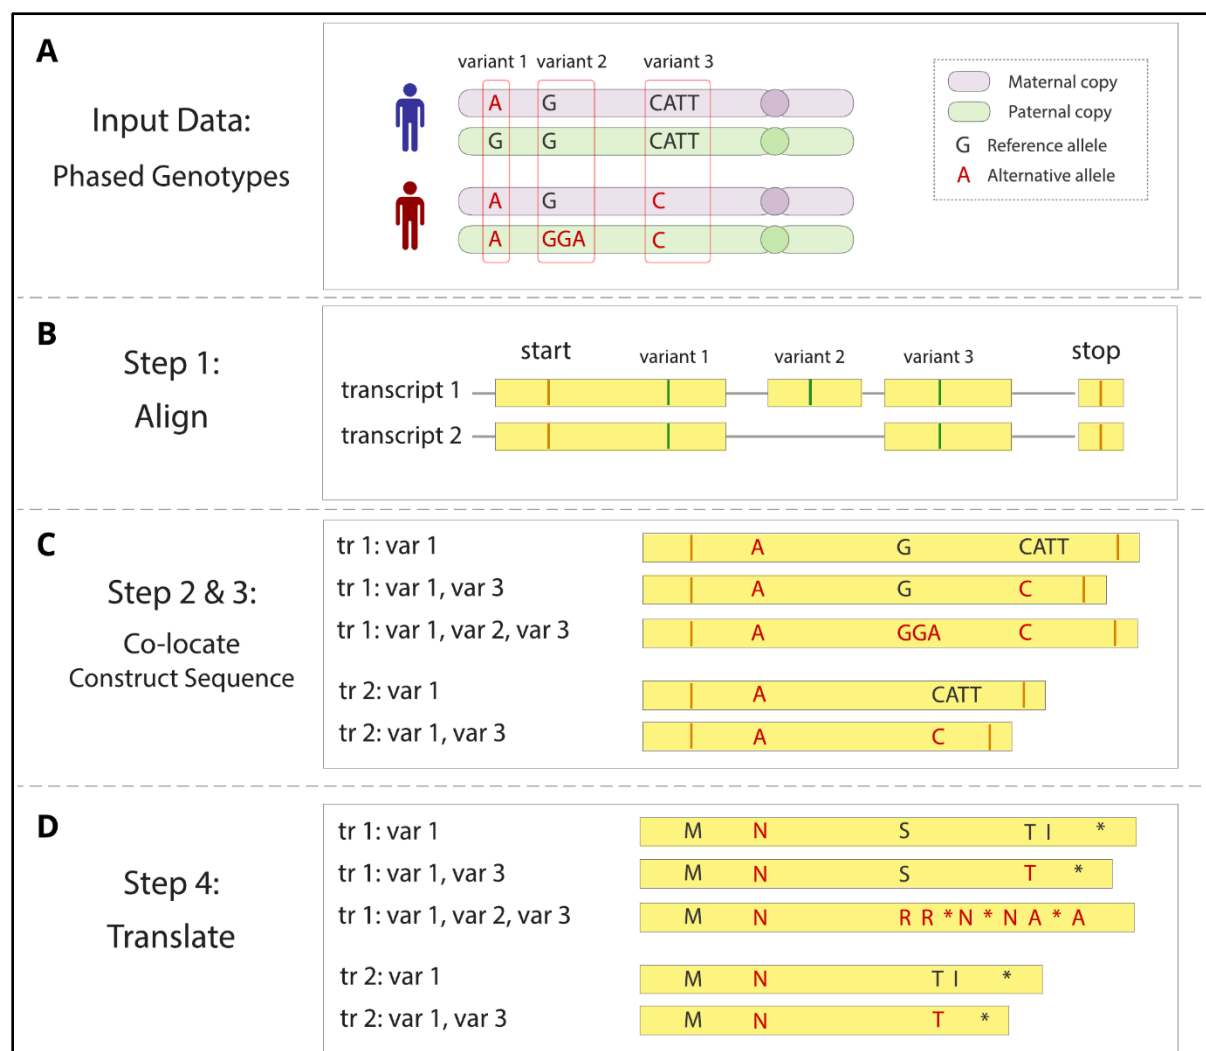 A
Input Data:
Phased Genotypes
variant 1 variant 2 variant 3
A G CATT
G G CATT
A G C
A GGA C
Maternal copy
Paternal copy
G Reference allele
A Alternative allele
B
Step 1:
Align
start variant 1 variant 2 variant 3 stop
transcript 1
transcript 2
C
Step 2 & 3:
Co-locate
Construct Sequence
tr 1: var 1 A G CATT
tr 1: var 1, var 3 A G C
tr 1: var 1, var 2, var 3 A GGA C
tr 2: var 1 A CATT
tr 2: var 1, var 3 A C
D
Step 4:
Translate
tr 1: var 1 M N S T I *
tr 1: var 1, var 3 M N S T *
tr 1: var 1, var 2, var 3 M N R R * N * N A * A
tr 2: var 1 M N T I *
tr 2: var 1, var 3 M N T *